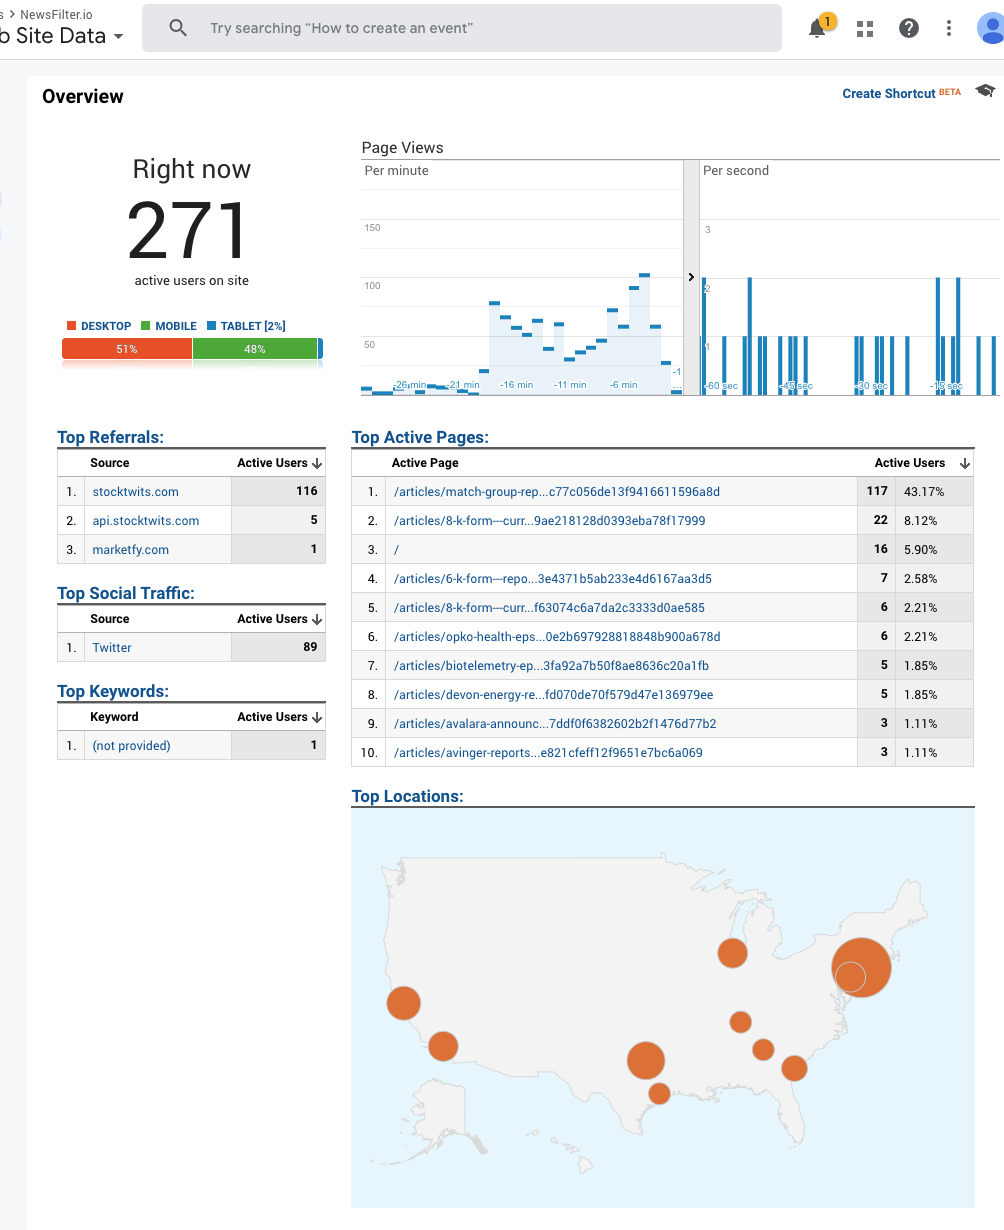 s > NewsFilter.io
b Site Data
Try searching “How to create an event”
1
Overview
Create Shortcut BETA
Right now
271
active users on site
DESKTOP MOBILE TABLET [2%]
51% 48%
Page Views
Per minute
150
100
50
-26 min -21 min -16 min -11 min -6 min -1
...
Per second
3
2
1
-60 sec -45 sec -30 sec -15 sec
Top Referrals:
Source Active Users
1. stocktwits.com 116
2. api.stocktwits.com 5
3. marketfy.com 1
Top Social Traffic:
Source Active Users
1. Twitter 89
Top Keywords:
Keyword Active Users
1. (not provided) 1
Top Active Pages:
Active Page Active Users
1. /articles/match-group-rep...c77c056de13f9416611596a8d 117 43.17%
2. /articles/8-k-form---curr...9ae218128d0393eba78f17999 22 8.12%
3. / 16 5.90%
4. /articles/6-k-form---repo...3e4371b5ab233e4d6167aa3d5 7 2.58%
5. /articles/8-k-form---curr...f63074c6a7da2c3333d0ae585 6 2.21%
6. /articles/opko-health-eps...0e2b697928818848b900a678d 6 2.21%
7. /articles/biotelemetry-ep...3fa92a7b50f8ae8636c20a1fb 5 1.85%
8. /articles/devon-energy-re...fd070de70f579d47e136979ee 5 1.85%
9. /articles/avalara-announc...7ddf0f6382602b2f1476d77b2 3 1.11%
10. /articles/avinger-reports...e821cfeff12f9651e7bc6a069 3 1.11%
Top Locations: